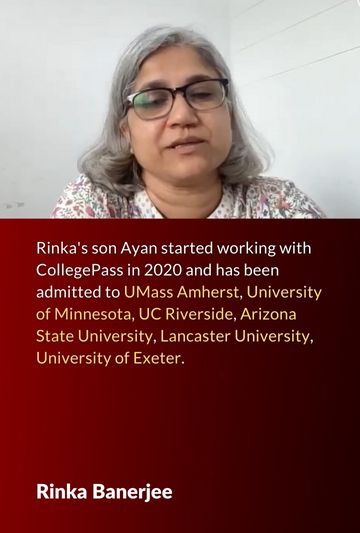 Rinka's son Ayan started working with
CollegePass in 2020 and has been
admitted to UMass Amherst, University
of Minnesota, UC Riverside, Arizona
State University, Lancaster University,
University of Exeter.
Rinka Banerjee